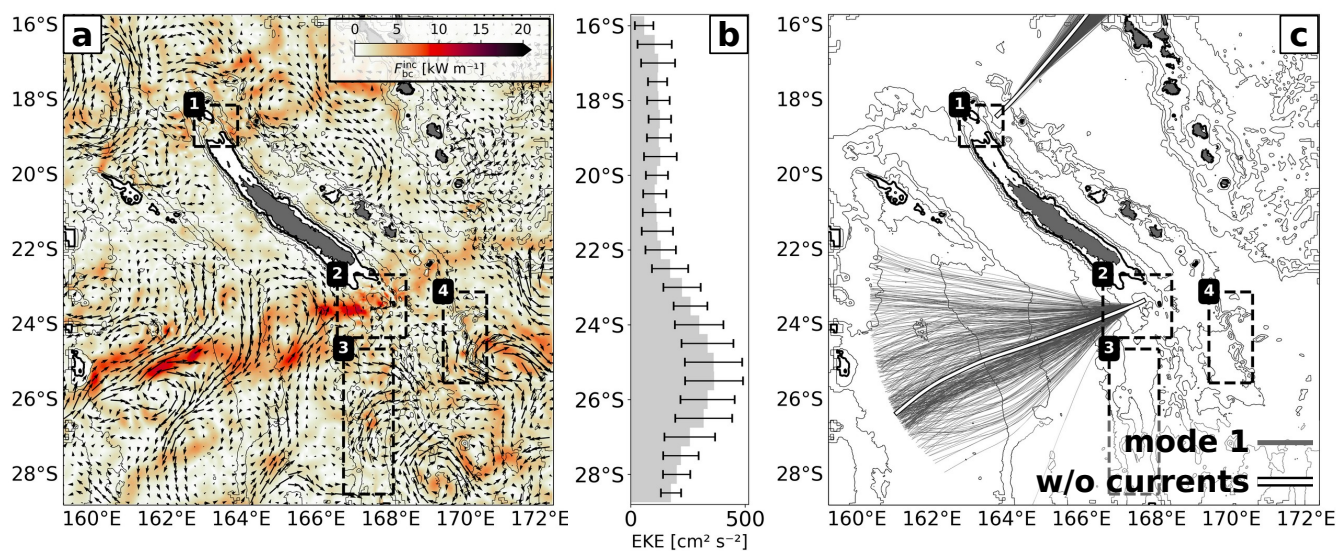 a
0 5 10 15 20
F_bc^inc [kW m⁻¹]
16°S
18°S
20°S
22°S
24°S
26°S
28°S
1
2
3
4
160°E 162°E 164°E 166°E 168°E 170°E 172°E
b
16°S
18°S
20°S
22°S
24°S
26°S
28°S
0 500
EKE [cm² s⁻²]
c
16°S
18°S
20°S
22°S
24°S
26°S
28°S
1
2
3
4
mode 1
w/o currents
160°E 162°E 164°E 166°E 168°E 170°E 172°E